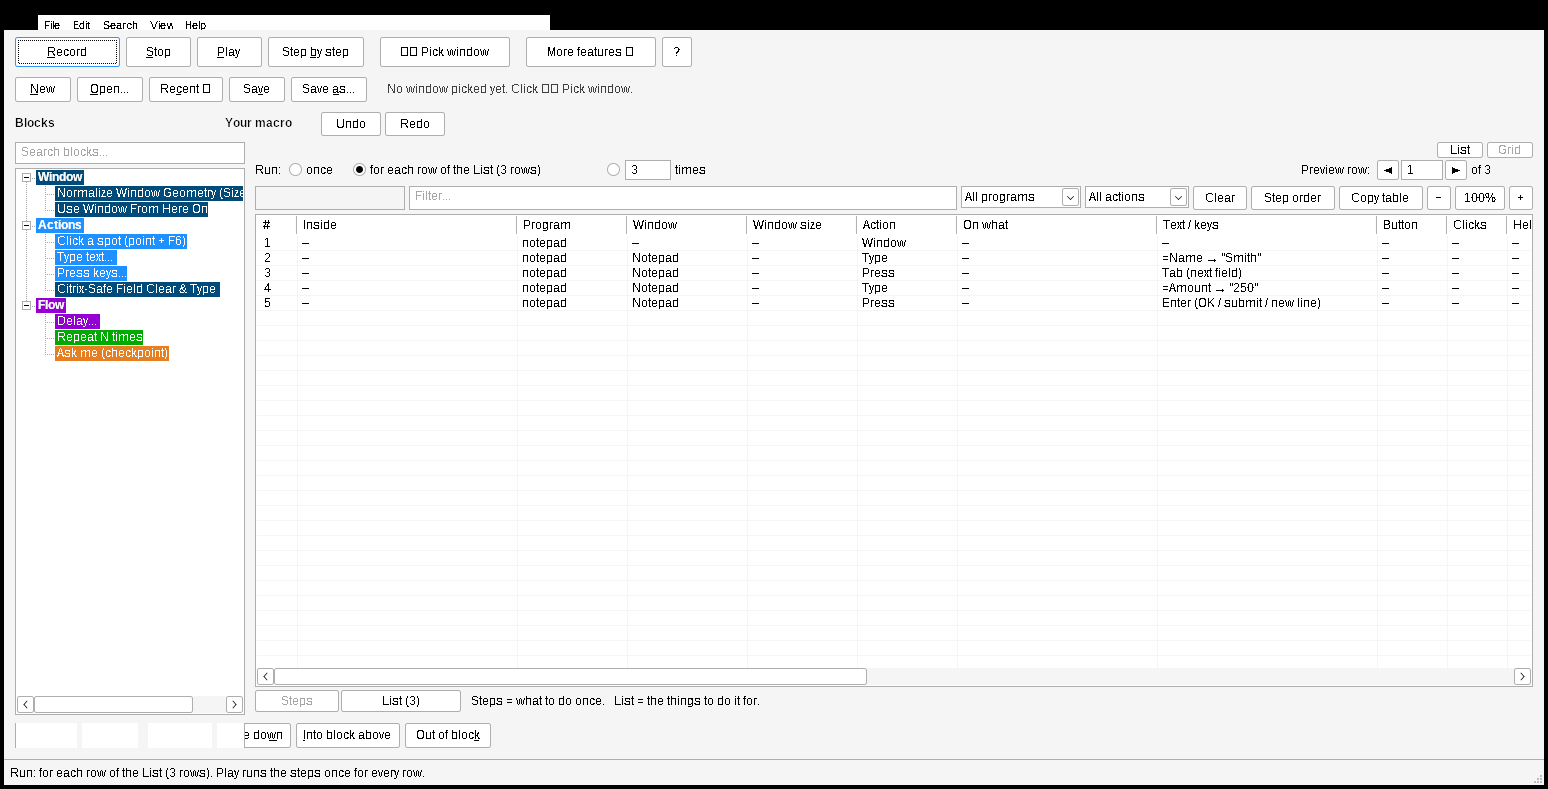 File Edit Search View Help
Record Stop Play Step by step Pick window More features ?
New Open... Recent Save Save as... No window picked yet. Click Pick window.
Blocks Your macro Undo Redo
Search blocks... List Grid
Run: once for each row of the List (3 rows) 3 times Preview row: ◄ 1 ► of 3
Filter... All programs All actions Clear Step order Copy table − 100% +
Window
Normalize Window Geometry (Size
Use Window From Here On
Actions
Click a spot (point + F6)
Type text...
Press keys...
Citrix-Safe Field Clear & Type
Flow
Delay...
Repeat N times
Ask me (checkpoint)
# Inside Program Window Window size Action On what Text / keys Button Clicks Hel
1 – notepad – – Window – – – – –
2 – notepad Notepad – Type – =Name → "Smith" – – –
3 – notepad Notepad – Press – Tab (next field) – – –
4 – notepad Notepad – Type – =Amount → "250" – – –
5 – notepad Notepad – Press – Enter (OK / submit / new line) – – –
Steps List (3) Steps = what to do once. List = the things to do it for.
e down Into block above Out of block
Run: for each row of the List (3 rows). Play runs the steps once for every row.